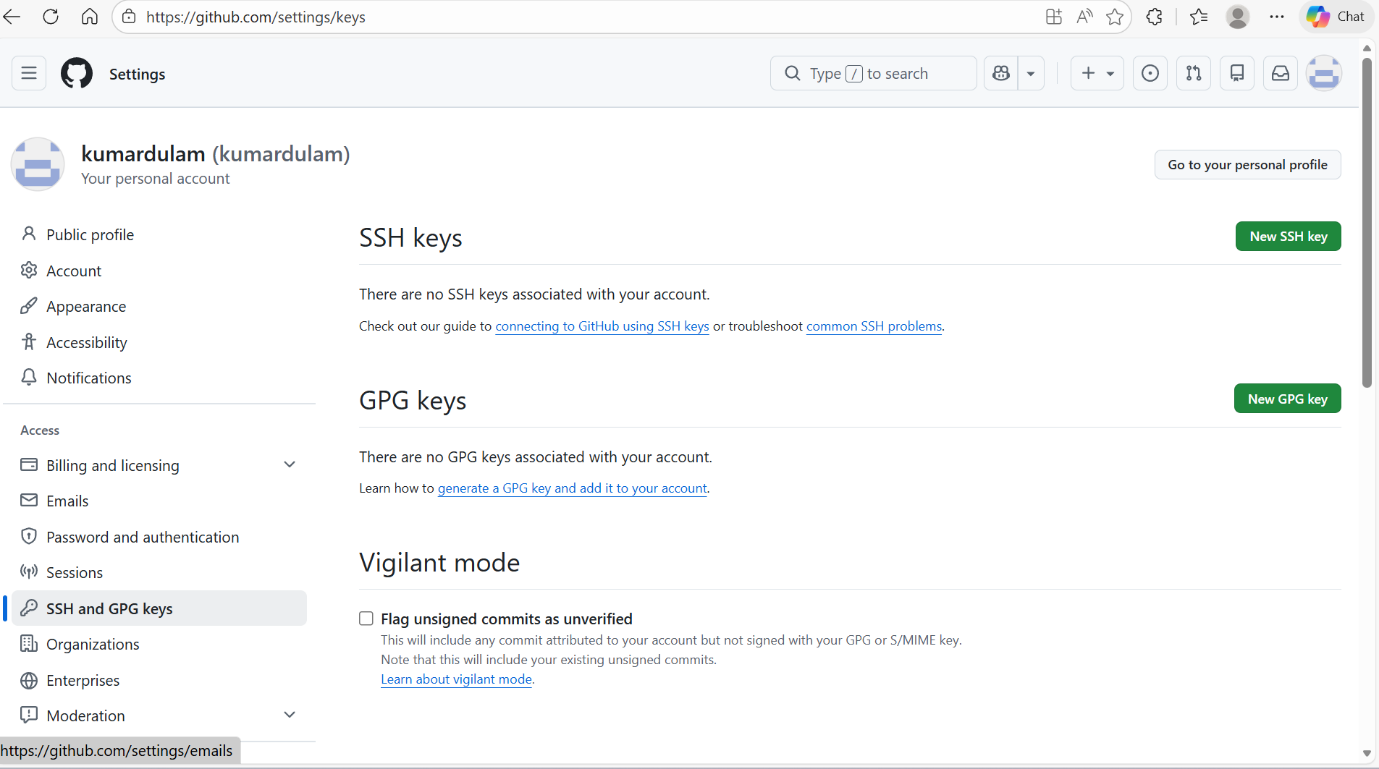 https://github.com/settings/keys
Chat
Settings
Type / to search
kumardulam (kumardulam)
Your personal account
Go to your personal profile
Public profile
Account
Appearance
Accessibility
Notifications
Access
Billing and licensing
Emails
Password and authentication
Sessions
SSH and GPG keys
Organizations
Enterprises
Moderation
SSH keys
New SSH key
There are no SSH keys associated with your account.
Check out our guide to connecting to GitHub using SSH keys or troubleshoot common SSH problems.
GPG keys
New GPG key
There are no GPG keys associated with your account.
Learn how to generate a GPG key and add it to your account.
Vigilant mode
Flag unsigned commits as unverified
This will include any commit attributed to your account but not signed with your GPG or S/MIME key.
Note that this will include your existing unsigned commits.
Learn about vigilant mode.
https://github.com/settings/emails